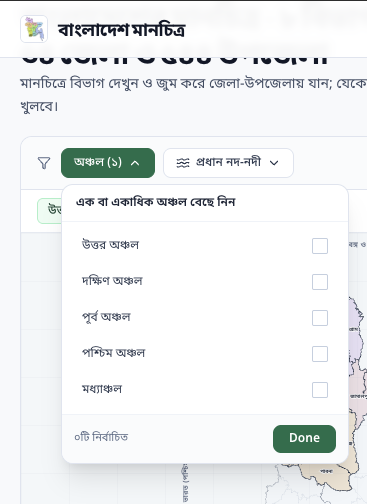 বাংলাদেশ মানচিত্র
মানচিত্রে বিভাগ দেখুন ও জুম করে জেলা-উপজেলায় যান;
খুলবে।
অঞ্চল (১)
প্রধান নদ-নদী
এক বা একাধিক অঞ্চল বেছে নিন
উত্তর অঞ্চল
দক্ষিণ অঞ্চল
পূর্ব অঞ্চল
পশ্চিম অঞ্চল
মধ্যাঞ্চল
০টি নির্বাচিত
Done
পাবনা